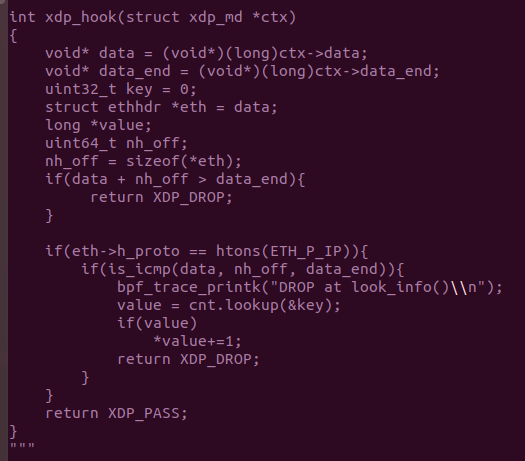 int xdp_hook(struct xdp_md *ctx)
{
    void* data = (void*)(long)ctx->data;
    void* data_end = (void*)(long)ctx->data_end;
    uint32_t key = 0;
    struct ethhdr *eth = data;
    long *value;
    uint64_t nh_off;
    nh_off = sizeof(*eth);
    if(data + nh_off > data_end){
         return XDP_DROP;
    }

    if(eth->h_proto == htons(ETH_P_IP)){
        if(is_icmp(data, nh_off, data_end)){
            bpf_trace_printk("DROP at look_info()\\n");
            value = cnt.lookup(&key);
            if(value)
                *value+=1;
            return XDP_DROP;
        }
    }
    return XDP_PASS;
}
"""